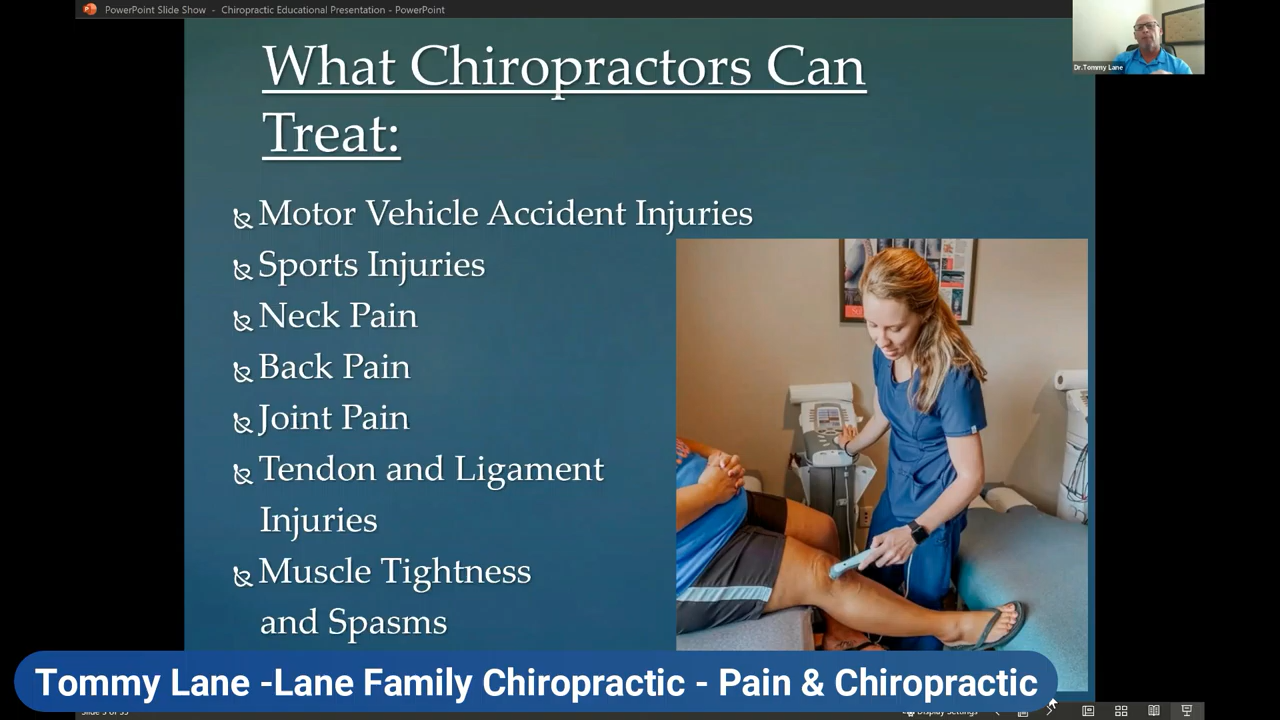 PowerPoint Slide Show - Chiropractic Educational Presentation - PowerPoint
What Chiropractors Can
Treat:
Motor Vehicle Accident Injuries
Sports Injuries
Neck Pain
Back Pain
Joint Pain
Tendon and Ligament
Injuries
Muscle Tightness
and Spasms
Dr.Tommy Lane
Tommy Lane -Lane Family Chiropractic - Pain & Chiropractic
Display Settings